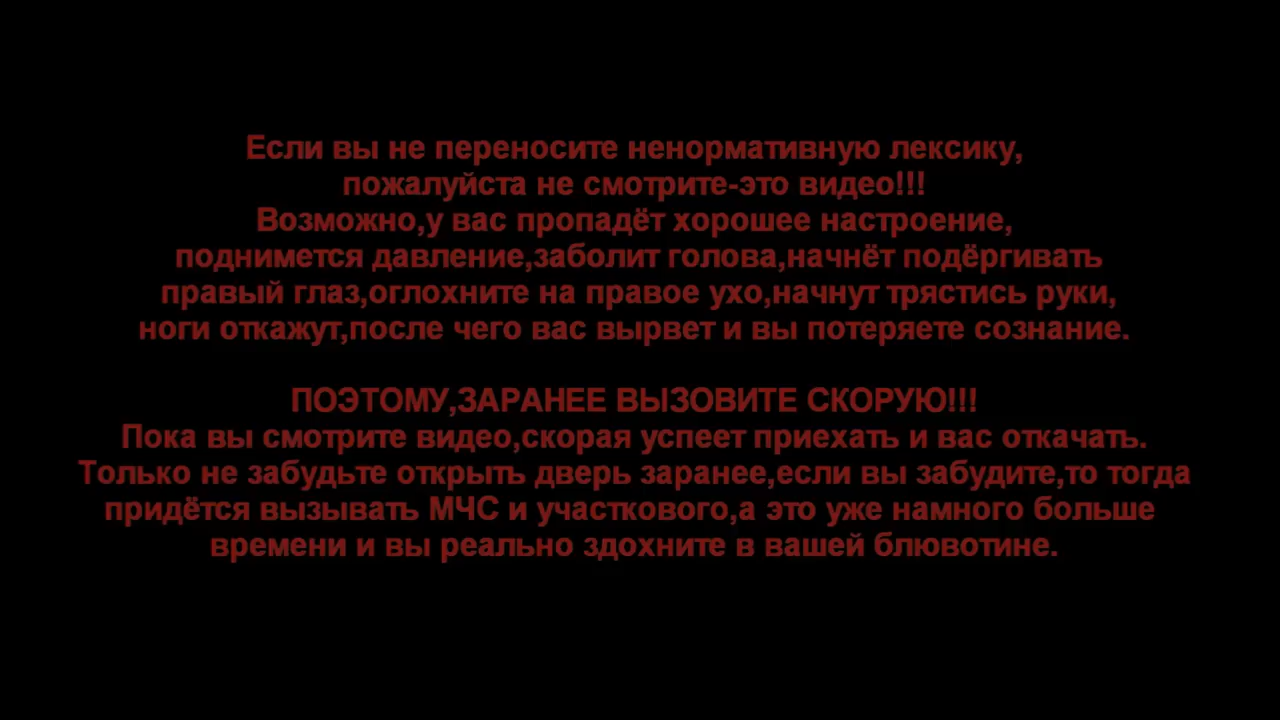 Если вы не переносите ненормативную лексику,
пожалуйста не смотрите-это видео!!!
Возможно,у вас пропадёт хорошее настроение,
поднимется давление,заболит голова,начнёт подёргивать
правый глаз,оглохните на правое ухо,начнут трястись руки,
ноги откажут,после чего вас вырвет и вы потеряете сознание.
ПОЭТОМУ,ЗАРАНЕЕ ВЫЗОВИТЕ СКОРУЮ!!!
Пока вы смотрите видео,скорая успеет приехать и вас откачать.
Только не забудьте открыть дверь заранее,если вы забудите,то тогда
придётся вызывать МЧС и участкового,а это уже намного больше
времени и вы реально здохните в вашей блювотине.